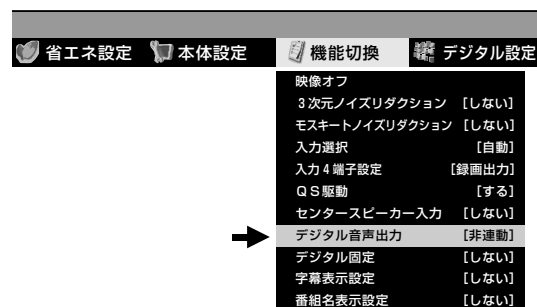 省エネ設定 本体設定 機能切換 デジタル設定
映像オフ
３次元ノイズリダクション [しない]
モスキートノイズリダクション [しない]
入力選択 [自動]
入力４端子設定 [録画出力]
ＱＳ駆動 [する]
センタースピーカー入力 [しない]
デジタル音声出力 [非連動]
デジタル固定 [しない]
字幕表示設定 [しない]
番組名表示設定 [しない]